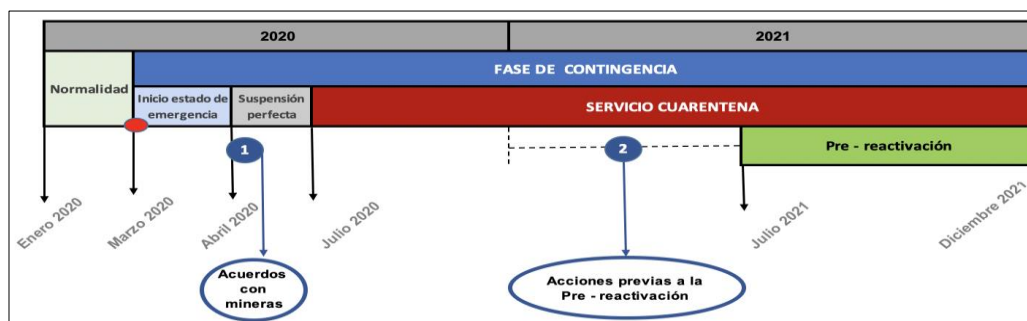 2020
2021
FASE DE CONTINGENCIA
Normalidad
Inicio estado de
emergencia
Suspensión
perfecta
SERVICIO CUARENTENA
1
2
Pre - reactivación
Enero 2020
Marzo 2020
Abril 2020
Julio 2020
Julio 2021
Diciembre 2021
Acuerdos
con
mineras
Acciones previas a la
Pre - reactivación